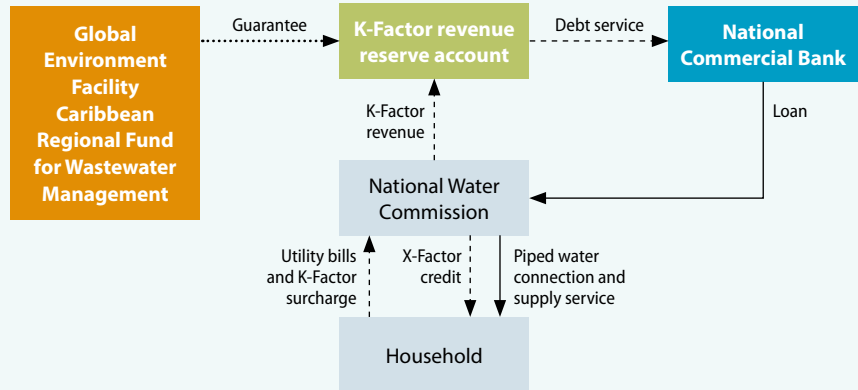 Global
Environment
Facility
Caribbean
Regional Fund
for Wastewater
Management
Guarantee
K-Factor revenue
reserve account
Debt service
National
Commercial Bank
K-Factor
revenue
Loan
National Water
Commission
Utility bills
and K-Factor
surcharge
X-Factor
credit
Piped water
connection and
supply service
Household